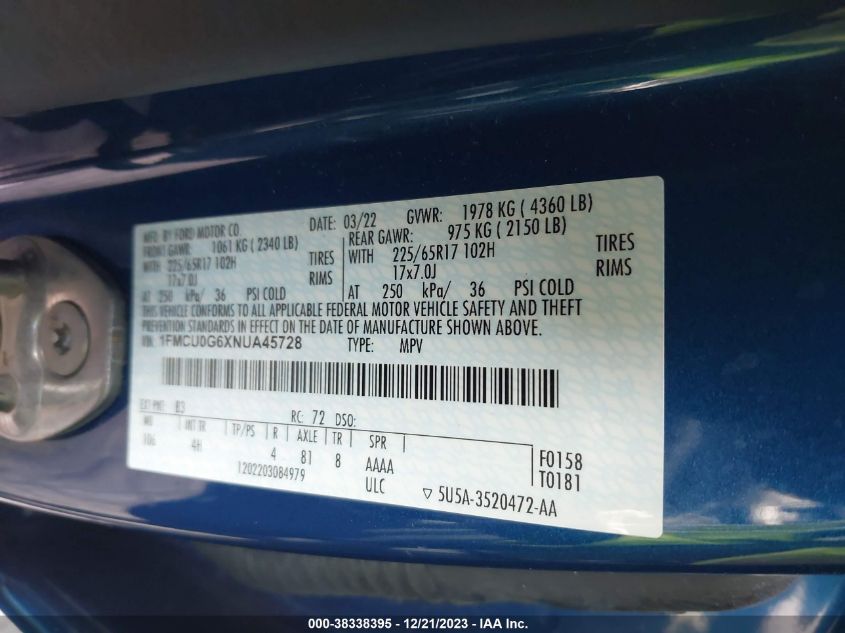 MFG. BY FORD MOTOR CO. DATE: 03/22 GVWR: 1978 KG ( 4360 LB)
FRONT GAWR: 1061 KG ( 2340 LB) REAR GAWR: 975 KG ( 2150 LB)
WITH 225/65R17 102H TIRES WITH 225/65R17 102H TIRES
17x7.0J RIMS 17x7.0J RIMS
AT 250 kPa/ 36 PSI COLD AT 250 kPa/ 36 PSI COLD
THIS VEHICLE CONFORMS TO ALL APPLICABLE FEDERAL MOTOR VEHICLE SAFETY AND THEFT
PREVENTION STANDARDS IN EFFECT ON THE DATE OF MANUFACTURE SHOWN ABOVE.
VIN: 1FMCU0G6XNUA45728 TYPE: MPV
EXT PNT: B3 RC: 72 DSO:
WB INT TR TP/PS R AXLE TR SPR
106 4H 4 81 8 AAAA
ULC
1202203084979
F0158
T0181
▽ 5U5A-3520472-AA
000-38338395 - 12/21/2023 - IAA Inc.